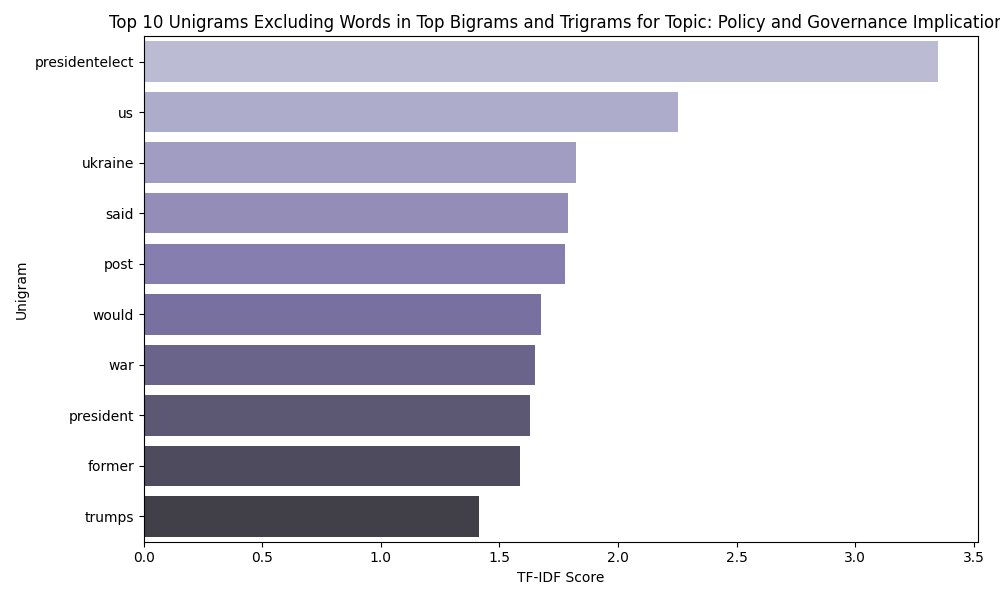 Top 10 Unigrams Excluding Words in Top Bigrams and Trigrams for Topic: Policy and Governance Implication
presidentelect
us
ukraine
said
post
would
war
president
former
trumps
Unigram
0.0 0.5 1.0 1.5 2.0 2.5 3.0 3.5
TF-IDF Score